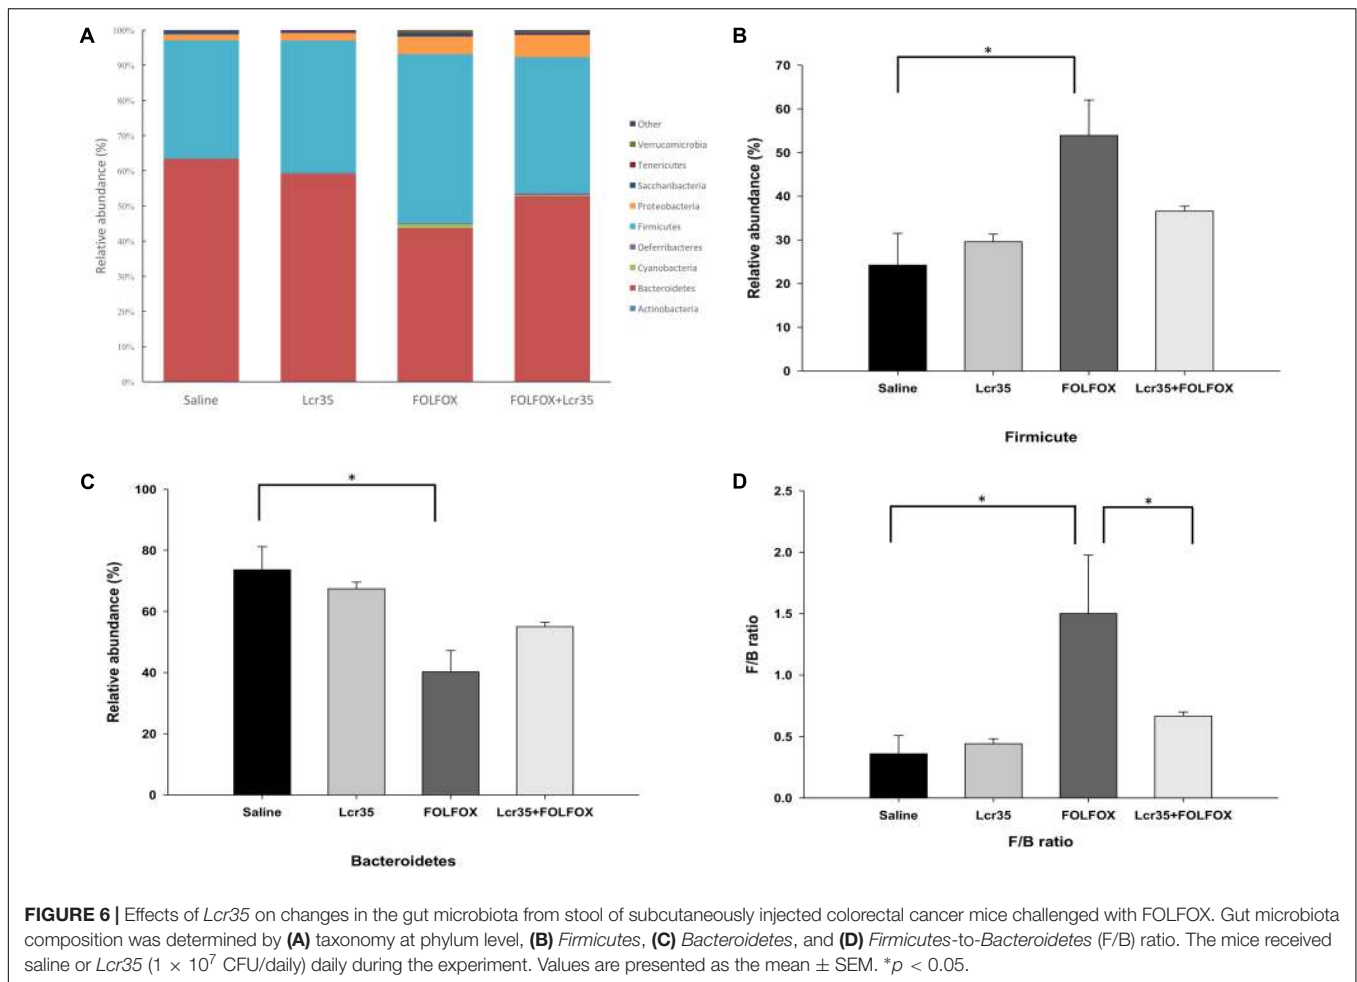 A
100%
90%
80%
70%
60%
50%
40%
30%
20%
10%
0%
Relative abundance (%)
Saline Lcr35 FOLFOX FOLFOX+Lcr35
Other
Verrucomicrobia
Tenericutes
Saccharibacteria
Proteobacteria
Firmicutes
Deferribacteres
Cyanobacteria
Bacteroidetes
Actinobacteria
B
*
70
60
50
40
30
20
10
0
Relative abundance (%)
Saline Lcr35 FOLFOX Lcr35+FOLFOX
Firmicute
C
*
100
80
60
40
20
0
Relative abundance (%)
Saline Lcr35 FOLFOX Lcr35+FOLFOX
Bacteroidetes
D
* *
2.5
2.0
1.5
1.0
0.5
0.0
F/B ratio
Saline Lcr35 FOLFOX Lcr35+FOLFOX
F/B ratio
FIGURE 6 | Effects of Lcr35 on changes in the gut microbiota from stool of subcutaneously injected colorectal cancer mice challenged with FOLFOX. Gut microbiota
composition was determined by (A) taxonomy at phylum level, (B) Firmicutes, (C) Bacteroidetes, and (D) Firmicutes-to-Bacteroidetes (F/B) ratio. The mice received
saline or Lcr35 (1 × 10⁷ CFU/daily) daily during the experiment. Values are presented as the mean ± SEM. *p < 0.05.